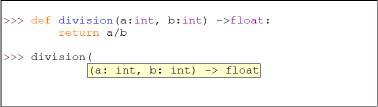 >>> def division(a:int, b:int) ->float:
        return a/b
>>> division(
(a: int, b: int) -> float